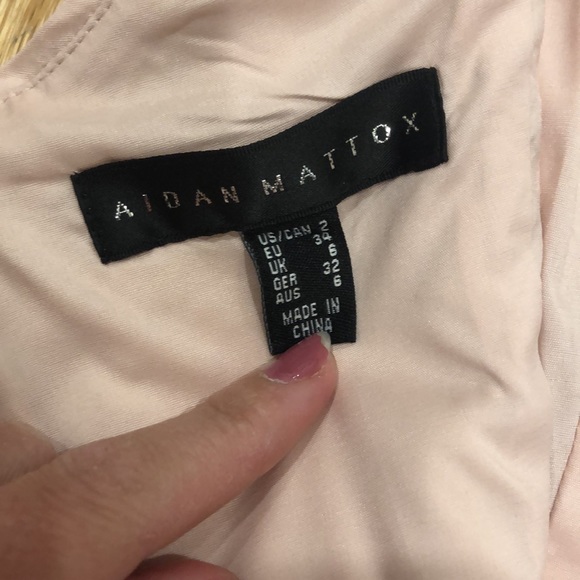 AIDAN MATTOX
US/CAN 2
EU 34
UK 6
GER 32
AUS 6
MADE IN
CHINA